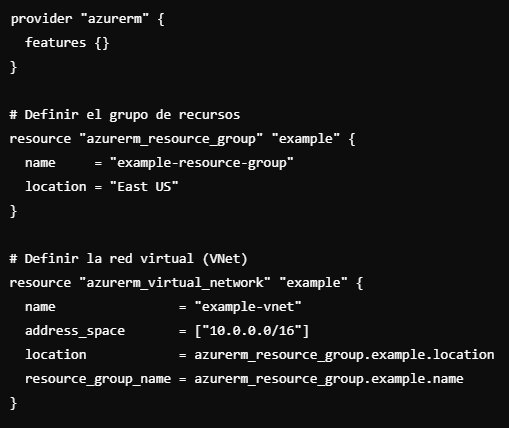 provider "azurerm" {
  features {}
}

# Definir el grupo de recursos
resource "azurerm_resource_group" "example" {
  name     = "example-resource-group"
  location = "East US"
}

# Definir la red virtual (VNet)
resource "azurerm_virtual_network" "example" {
  name                = "example-vnet"
  address_space       = ["10.0.0.0/16"]
  location            = azurerm_resource_group.example.location
  resource_group_name = azurerm_resource_group.example.name
}